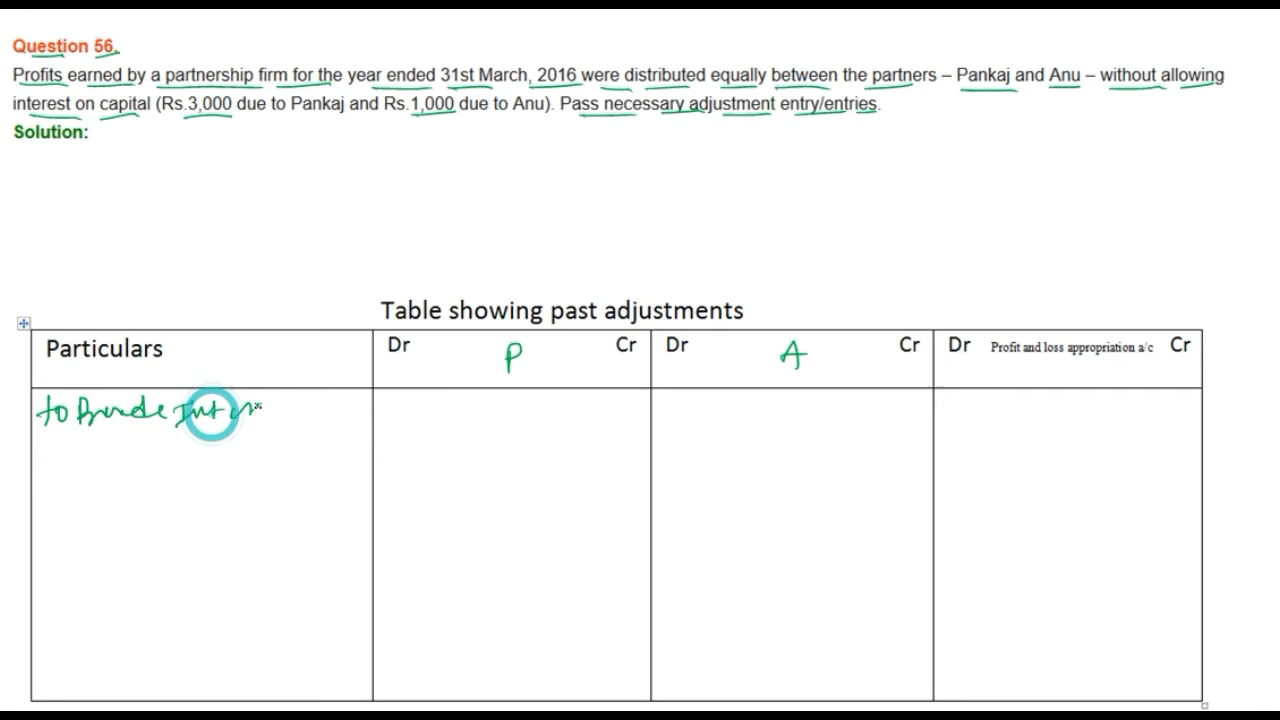 Question 56.
Profits earned by a partnership firm for the year ended 31st March, 2016 were distributed equally between the partners – Pankaj and Anu – without allowing
interest on capital (Rs.3,000 due to Pankaj and Rs.1,000 due to Anu). Pass necessary adjustment entry/entries.
Solution:
Table showing past adjustments
Particulars Dr P Cr Dr A Cr Dr Profit and loss appropriation a/c Cr
to